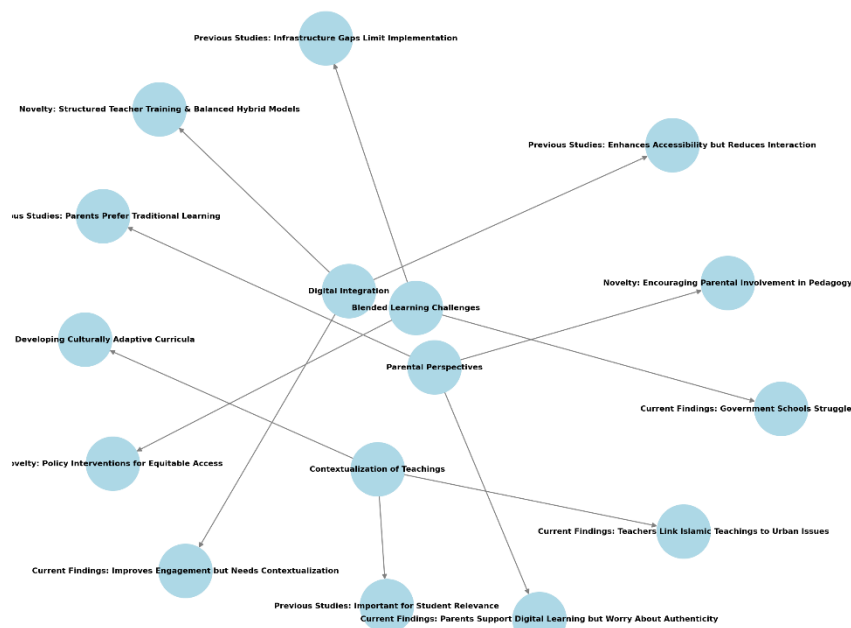 Previous Studies: Infrastructure Gaps Limit Implementation
Novelty: Structured Teacher Training & Balanced Hybrid Models
Previous Studies: Enhances Accessibility but Reduces Interaction
Studies: Parents Prefer Traditional Learning
Novelty: Encouraging Parental Involvement in Pedagogy
Digital Integration
Blended Learning Challenges
Developing Culturally Adaptive Curricula
Parental Perspectives
Current Findings: Government Schools Struggle
Policy Interventions for Equitable Access
Contextualization of Teachings
Current Findings: Teachers Link Islamic Teachings to Urban Issues
Current Findings: Improves Engagement but Needs Contextualization
Previous Studies: Important for Student Relevance
Current Findings: Parents Support Digital Learning but Worry About Authenticity